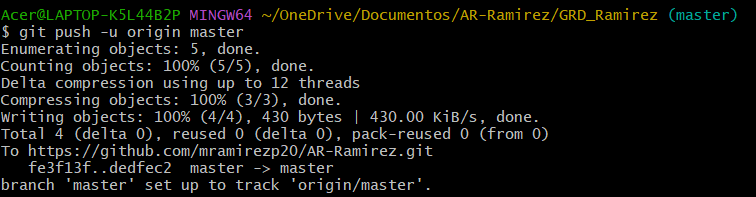 Acer@LAPTOP-K5L44B2P MINGW64 ~/OneDrive/Documentos/AR-Ramirez/GRD_Ramirez (master)
$ git push -u origin master
Enumerating objects: 5, done.
Counting objects: 100% (5/5), done.
Delta compression using up to 12 threads
Compressing objects: 100% (3/3), done.
Writing objects: 100% (4/4), 430 bytes | 430.00 KiB/s, done.
Total 4 (delta 0), reused 0 (delta 0), pack-reused 0 (from 0)
To https://github.com/mramirezp20/AR-Ramirez.git
   fe3f13f..dedfec2  master -> master
branch 'master' set up to track 'origin/master'.